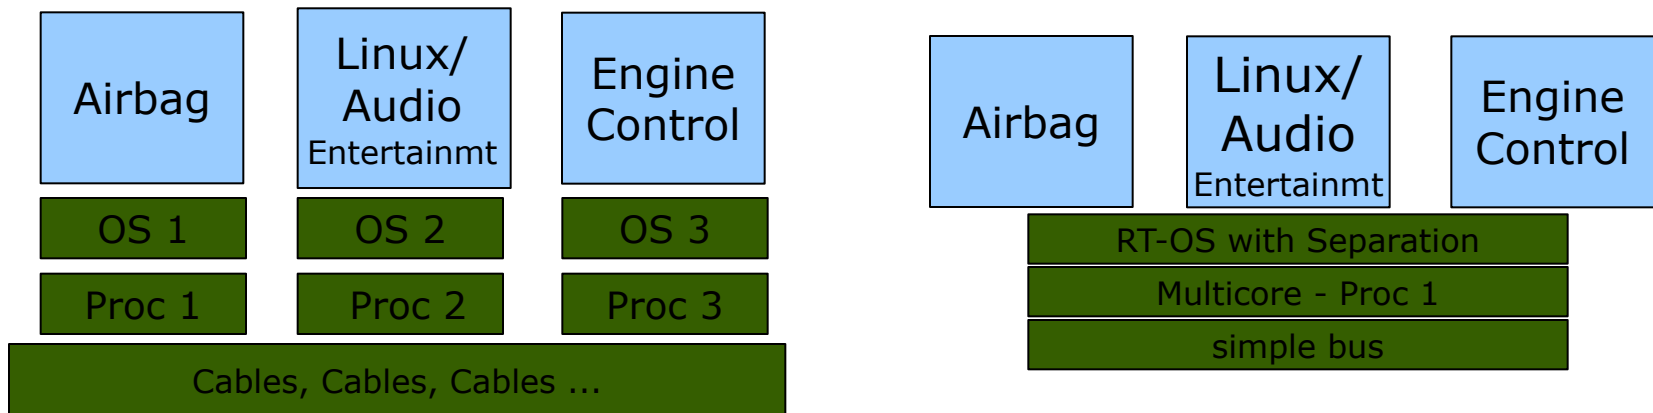 Airbag
Linux/
Audio
Entertainmt
Engine
Control
OS 1
OS 2
OS 3
Proc 1
Proc 2
Proc 3
Cables, Cables, Cables ...
Airbag
Linux/
Audio
Entertainmt
Engine
Control
RT-OS with Separation
Multicore - Proc 1
simple bus